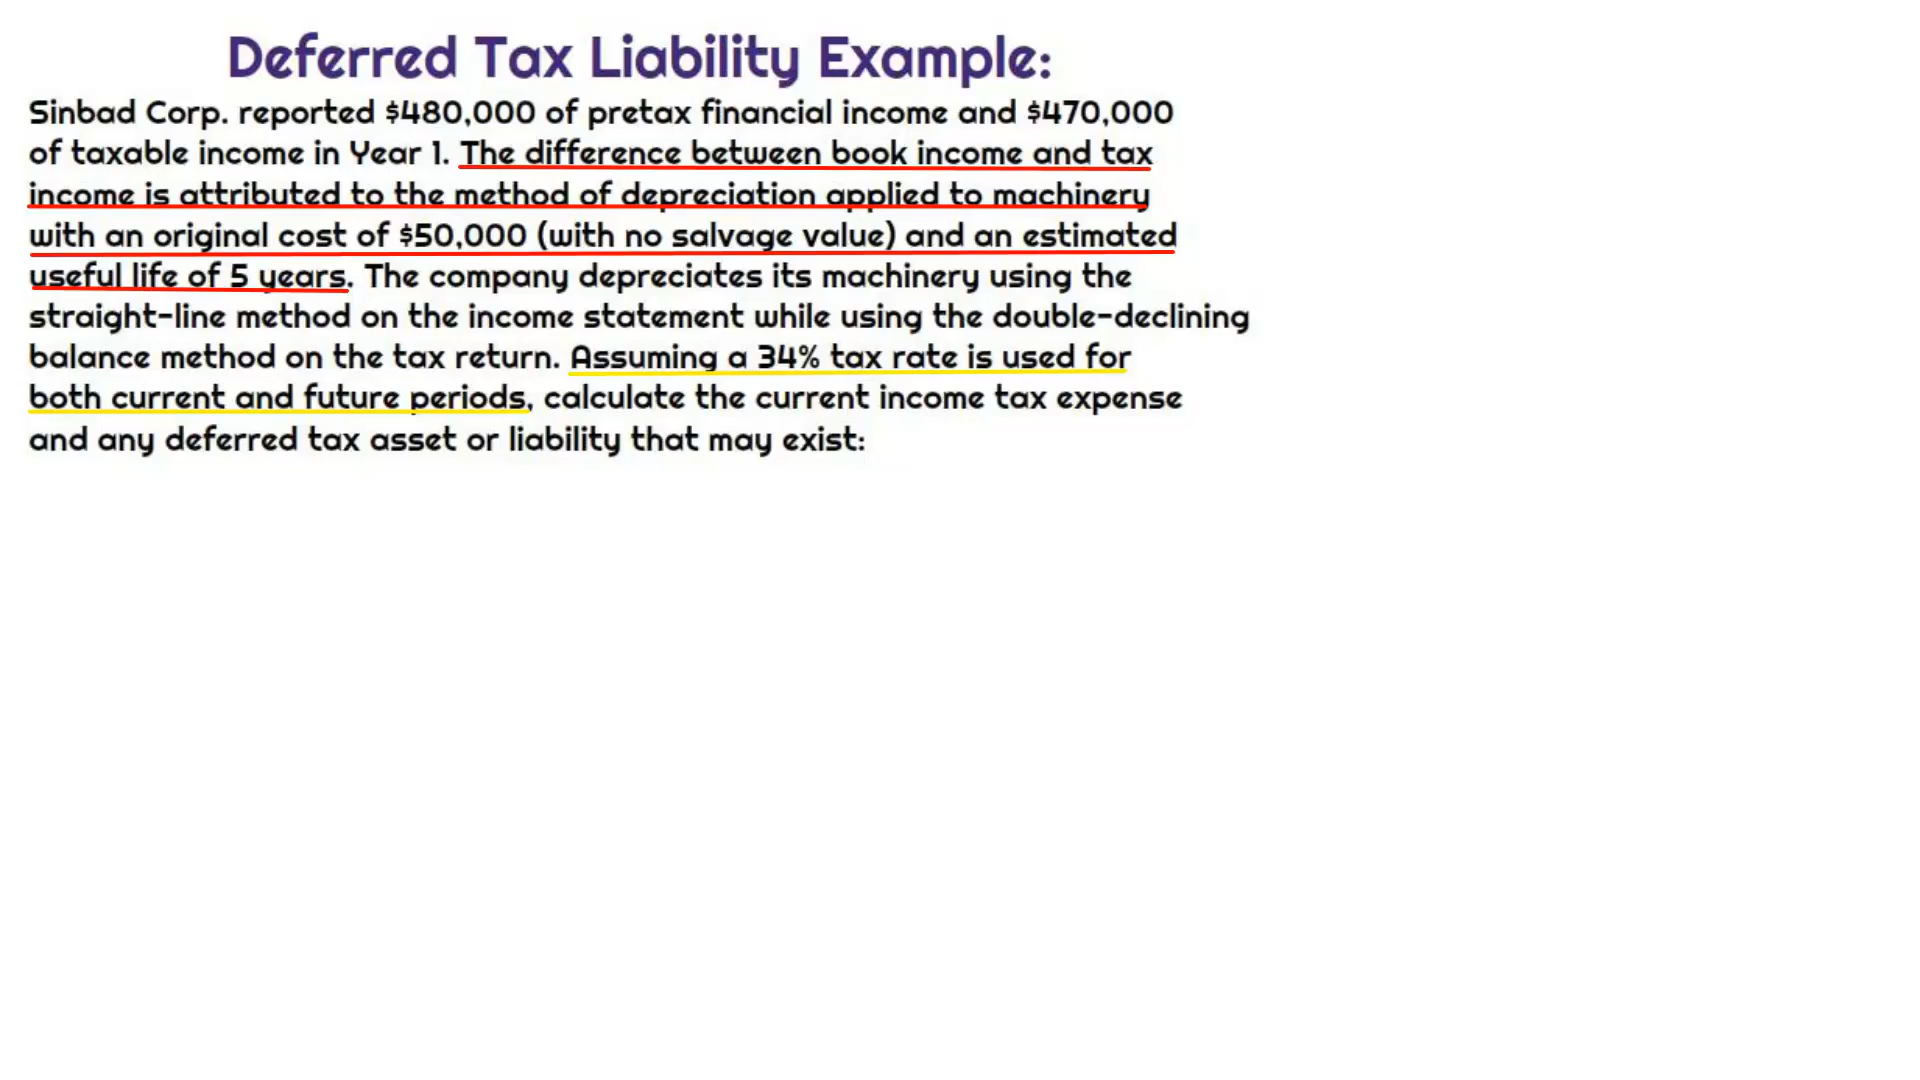 Deferred Tax Liability Example:
Sinbad Corp. reported $480,000 of pretax financial income and $470,000
of taxable income in Year 1. The difference between book income and tax
income is attributed to the method of depreciation applied to machinery
with an original cost of $50,000 (with no salvage value) and an estimated
useful life of 5 years. The company depreciates its machinery using the
straight-line method on the income statement while using the double-declining
balance method on the tax return. Assuming a 34% tax rate is used for
both current and future periods, calculate the current income tax expense
and any deferred tax asset or liability that may exist: